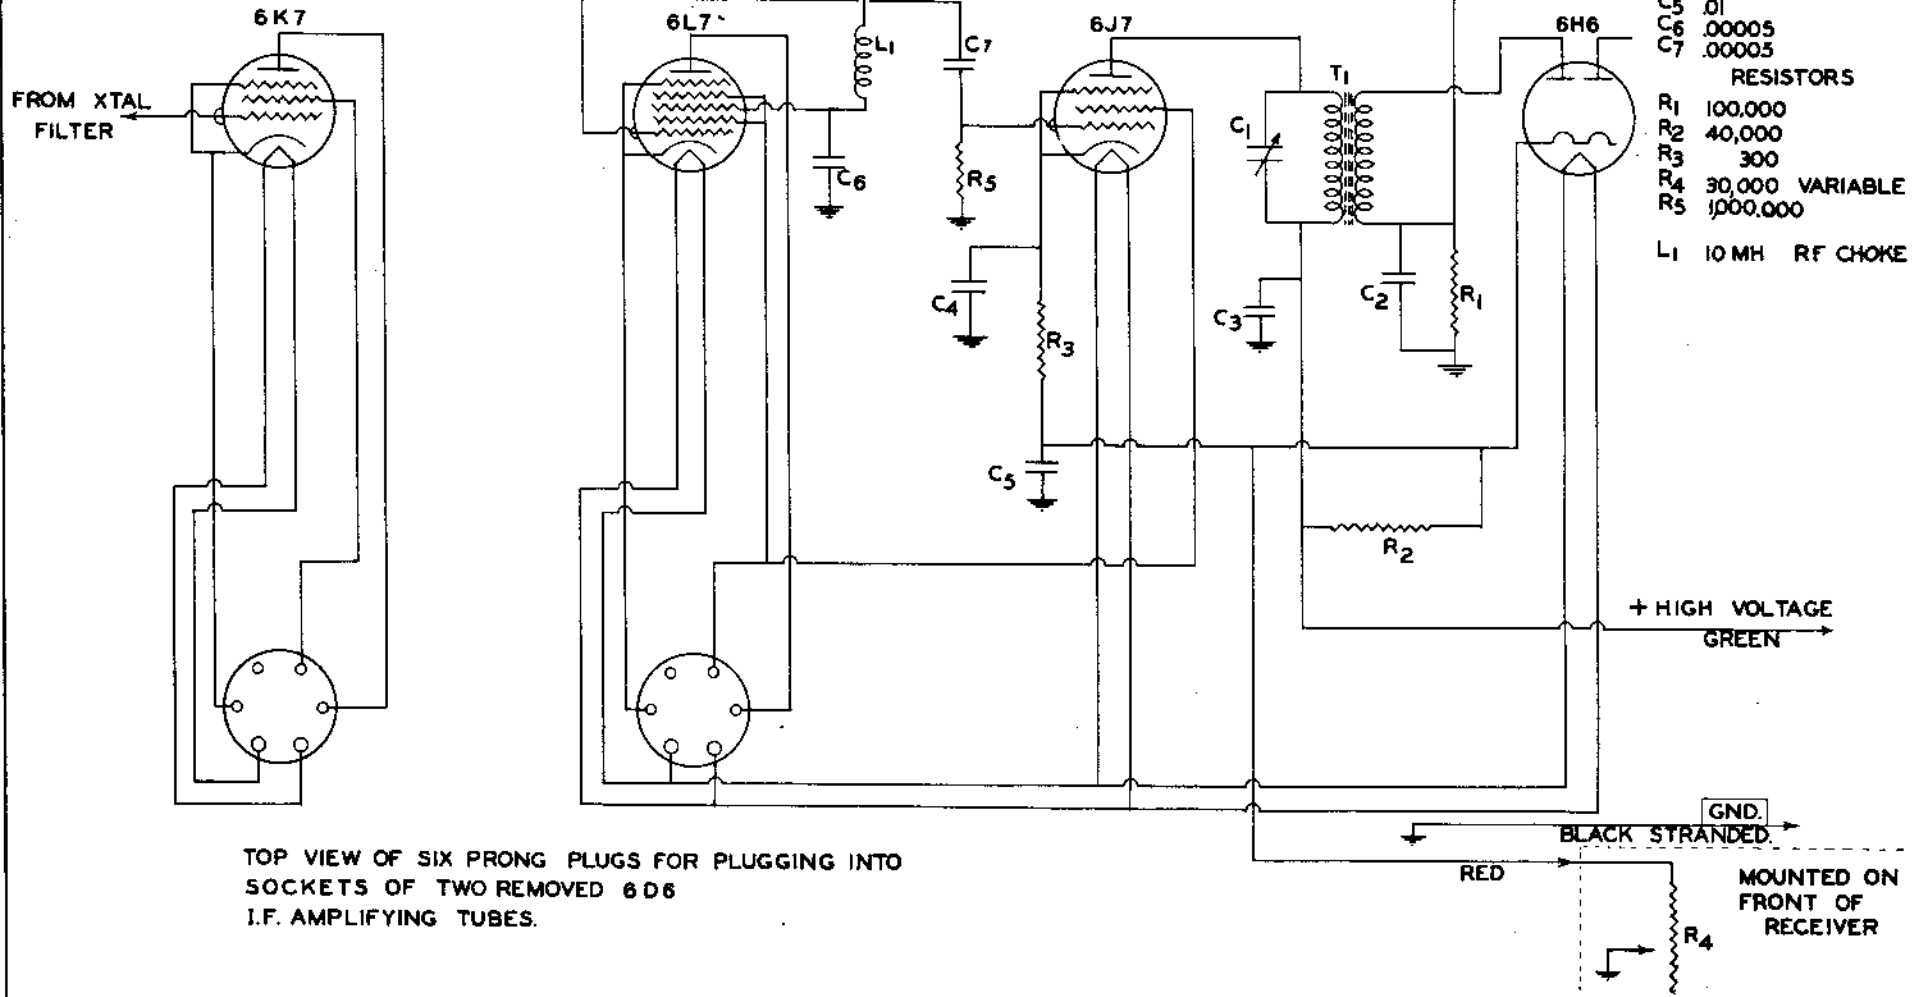 6K7
6L7
6J7
6H6
C5 .01
C6 .00005
C7 .00005
RESISTORS
R1 100,000
R2 40,000
R3 300
R4 30,000 VARIABLE
R5 1,000.000
L1 10 MH RF CHOKE
FROM XTAL
FILTER
L1
C7
T1
C1
C6
R5
C4
R3
C3
C2
R1
C5
R2
+ HIGH VOLTAGE
GREEN
GND.
BLACK STRANDED.
RED
TOP VIEW OF SIX PRONG PLUGS FOR PLUGGING INTO
SOCKETS OF TWO REMOVED 6D6
I.F. AMPLIFYING TUBES.
MOUNTED ON
FRONT OF
RECEIVER
R4